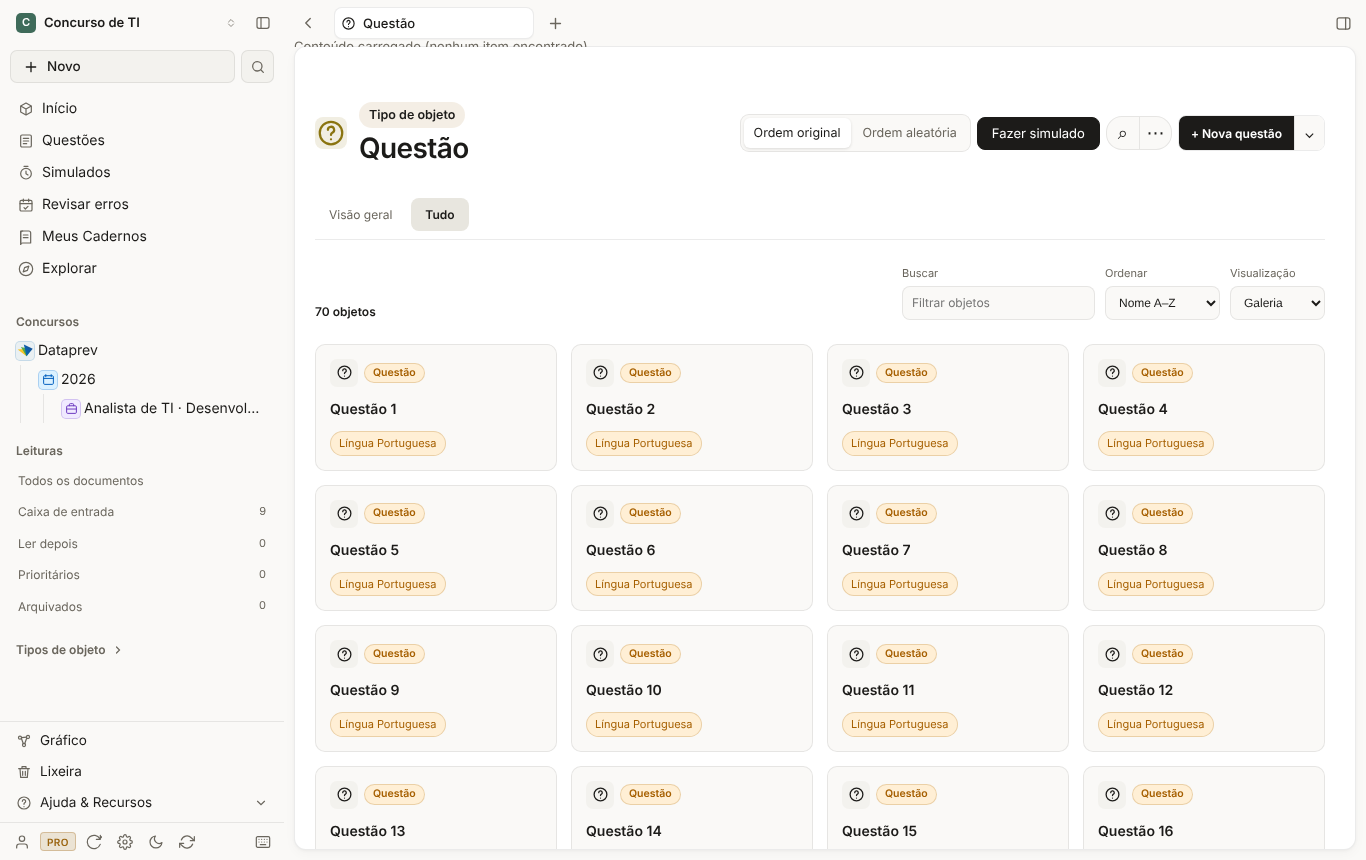 C Concurso de TI
Novo
Início
Questões
Simulados
Revisar erros
Meus Cadernos
Explorar
Concursos
Dataprev
2026
Analista de TI · Desenvol...
Leituras
Todos os documentos
Caixa de entrada 9
Ler depois 0
Prioritários 0
Arquivados 0
Tipos de objeto
Gráfico
Lixeira
Ajuda & Recursos
PRO
Questão
Conteúdo carregado (nenhum item encontrado)
Tipo de objeto
Questão
Ordem original Ordem aleatória Fazer simulado + Nova questão
Visão geral Tudo
Buscar Ordenar Visualização
70 objetos Filtrar objetos Nome A–Z Galeria
Questão Questão Questão Questão
Questão 1 Questão 2 Questão 3 Questão 4
Língua Portuguesa Língua Portuguesa Língua Portuguesa Língua Portuguesa
Questão Questão Questão Questão
Questão 5 Questão 6 Questão 7 Questão 8
Língua Portuguesa Língua Portuguesa Língua Portuguesa Língua Portuguesa
Questão Questão Questão Questão
Questão 9 Questão 10 Questão 11 Questão 12
Língua Portuguesa Língua Portuguesa Língua Portuguesa Língua Portuguesa
Questão Questão Questão Questão
Questão 13 Questão 14 Questão 15 Questão 16